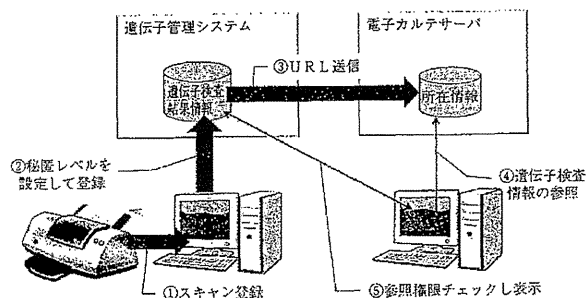 遺伝子管理システム
電子カルテサーバ
③URL送信
遺伝子検査
結果情報
所在情報
②秘匿レベルを
設定して登録
④遺伝子検査
情報の参照
①スキャン登録
⑤参照権限チェックし表示